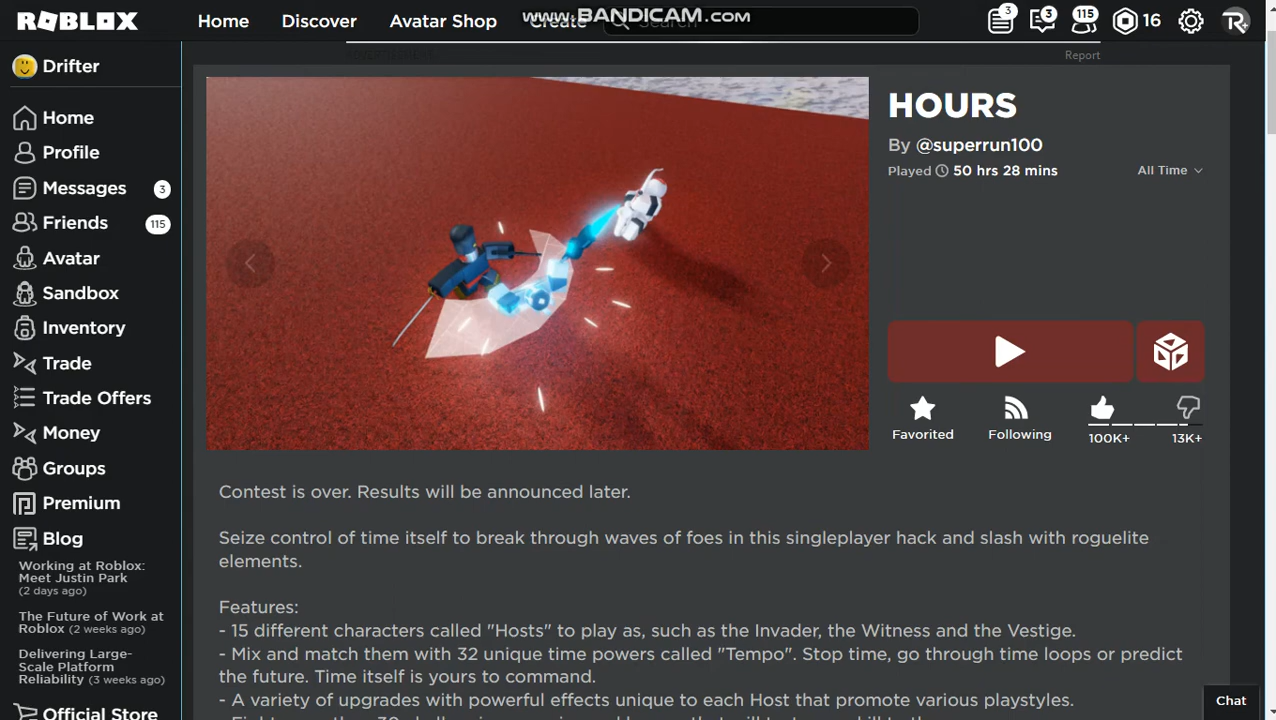 ROBLOX
Home
Discover
Avatar Shop
Create
www.BANDICAM.com
Search
3
3
115
16
R+
Drifter
Report
Home
Profile
Messages
3
Friends
115
Avatar
Sandbox
Inventory
Trade
Trade Offers
Money
Groups
Premium
Blog
Working at Roblox:
Meet Justin Park
(2 days ago)
The Future of Work at
Roblox (2 weeks ago)
Delivering Large-
Scale Platform
Reliability (3 weeks ago)
Official Store
HOURS
By @superrun100
Played 50 hrs 28 mins
All Time
Favorited
Following
100K+
13K+
Contest is over. Results will be announced later.
Seize control of time itself to break through waves of foes in this singleplayer hack and slash with roguelite
elements.
Features:
- 15 different characters called "Hosts" to play as, such as the Invader, the Witness and the Vestige.
- Mix and match them with 32 unique time powers called "Tempo". Stop time, go through time loops or predict
the future. Time itself is yours to command.
- A variety of upgrades with powerful effects unique to each Host that promote various playstyles.
Chat